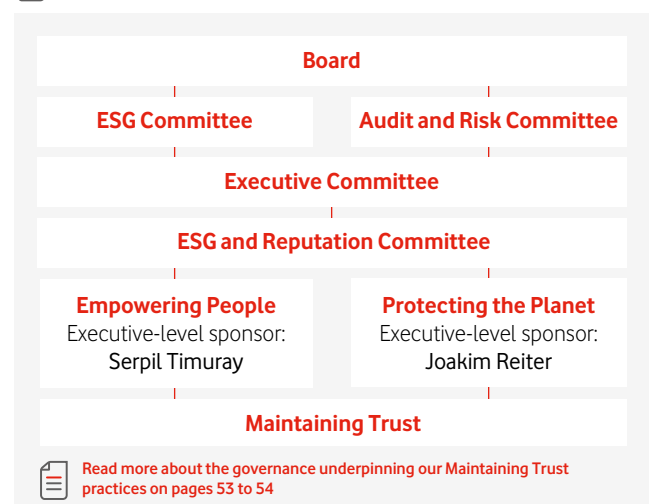 Board
ESG Committee
Audit and Risk Committee
Executive Committee
ESG and Reputation Committee
Empowering People
Executive-level sponsor:
Serpil Timuray
Protecting the Planet
Executive-level sponsor:
Joakim Reiter
Maintaining Trust
Read more about the governance underpinning our Maintaining Trust
practices on pages 53 to 54